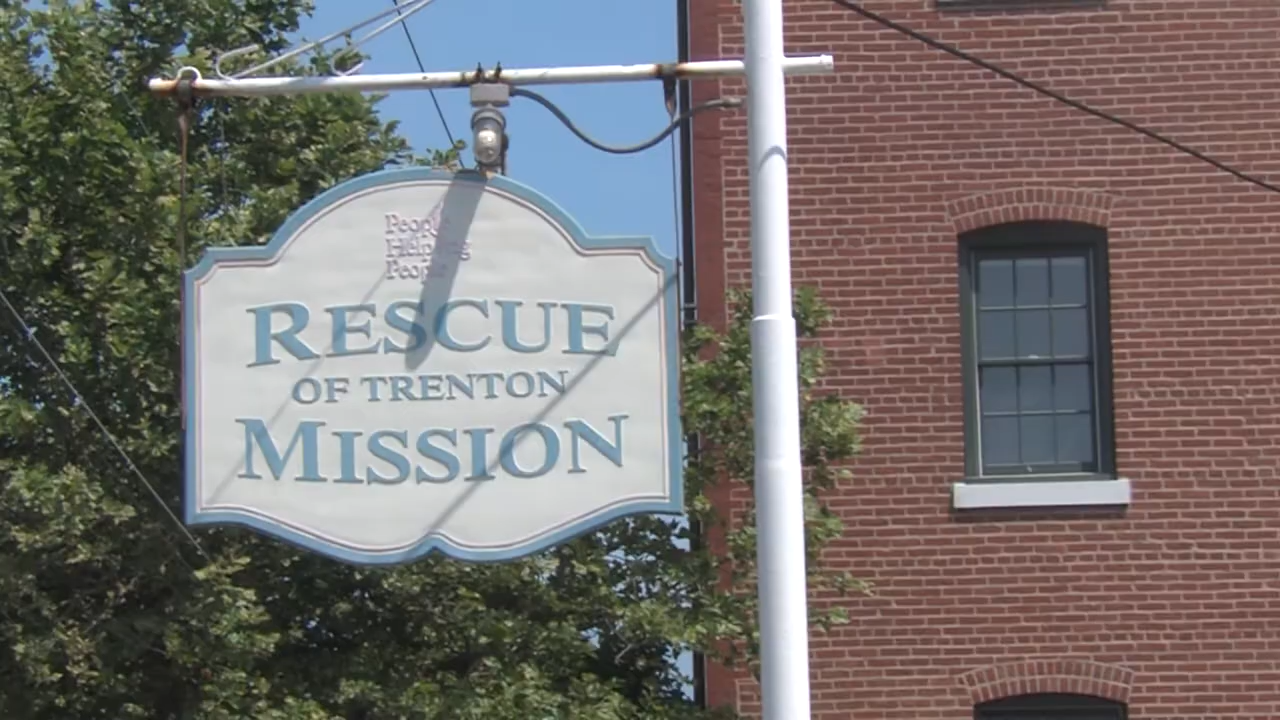 People
Helping
People
RESCUE
OF TRENTON
MISSION